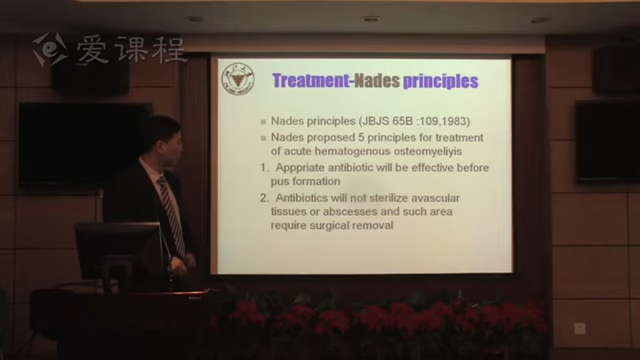 爱课程
Treatment-Nades principles
Nades principles (JBJS 65B :109,1983)
Nades proposed 5 principles for treatment
of acute hematogenous osteomyeliyis
1. Apppriate antibiotic will be effective before
pus formation
2. Antibiotics will not sterilize avascular
tissues or abscesses and such area
require surgical removal